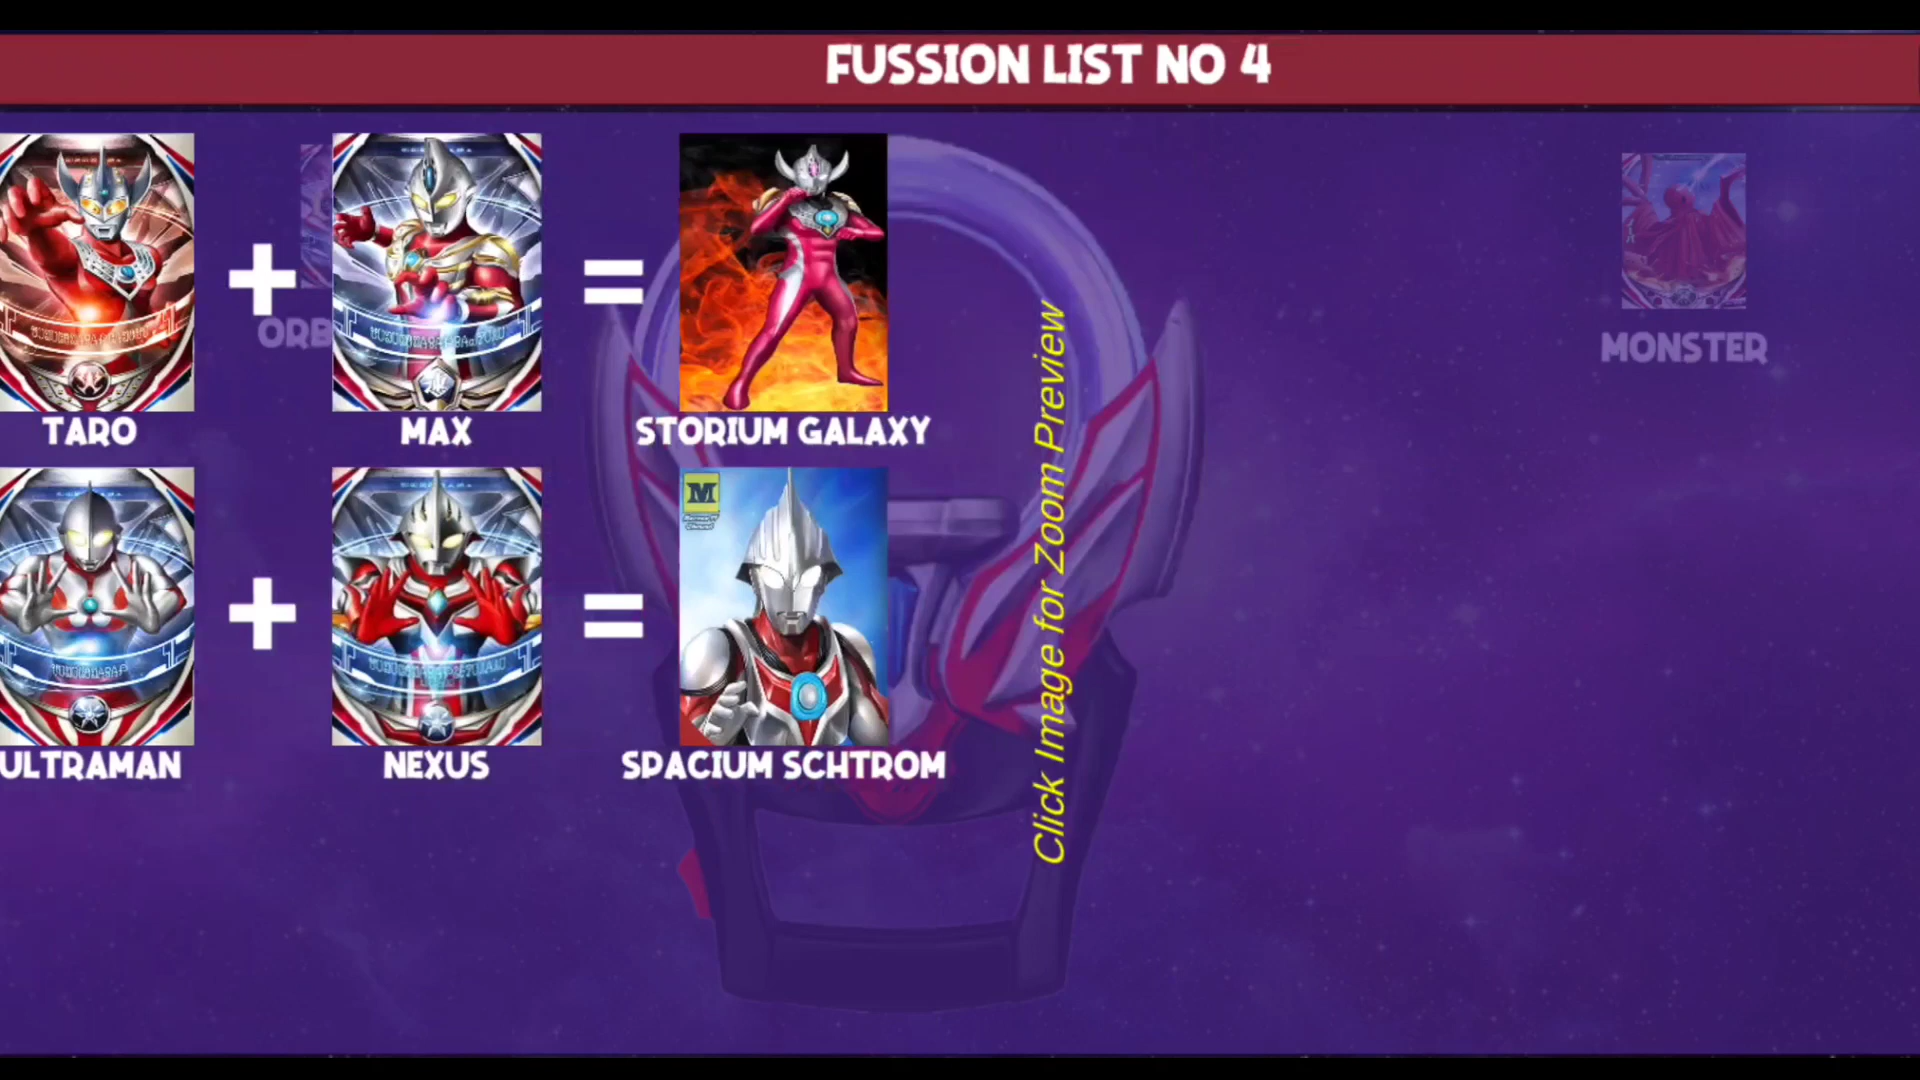 FUSSION LIST NO 4
ORB
MONSTER
TARO
MAX
STORIUM GALAXY
M
ULTRAMAN
NEXUS
SPACIUM SCHTROM
Click Image for Zoom Preview